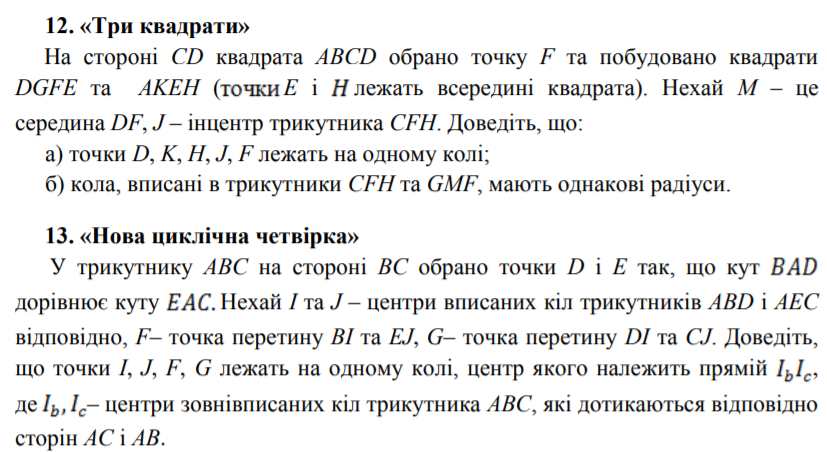 12. «Три квадрати»
На стороні CD квадрата ABCD обрано точку F та побудовано квадрати
DGFE та AKEH (точки E і H лежать всередині квадрата). Нехай M – це
середина DF, J – інцентр трикутника CFH. Доведіть, що:
а) точки D, K, H, J, F лежать на одному колі;
б) кола, вписані в трикутники CFH та GMF, мають однакові радіуси.
13. «Нова циклічна четвірка»
У трикутнику ABC на стороні BC обрано точки D і E так, що кут BAD
дорівнює куту EAC. Нехай I та J – центри вписаних кіл трикутників ABD і AEC
відповідно, F– точка перетину BI та EJ, G– точка перетину DI та CJ. Доведіть,
що точки I, J, F, G лежать на одному колі, центр якого належить прямій I_bI_c,
де I_b, I_c– центри зовнівписаних кіл трикутника ABC, які дотикаються відповідно
сторін AC і AB.